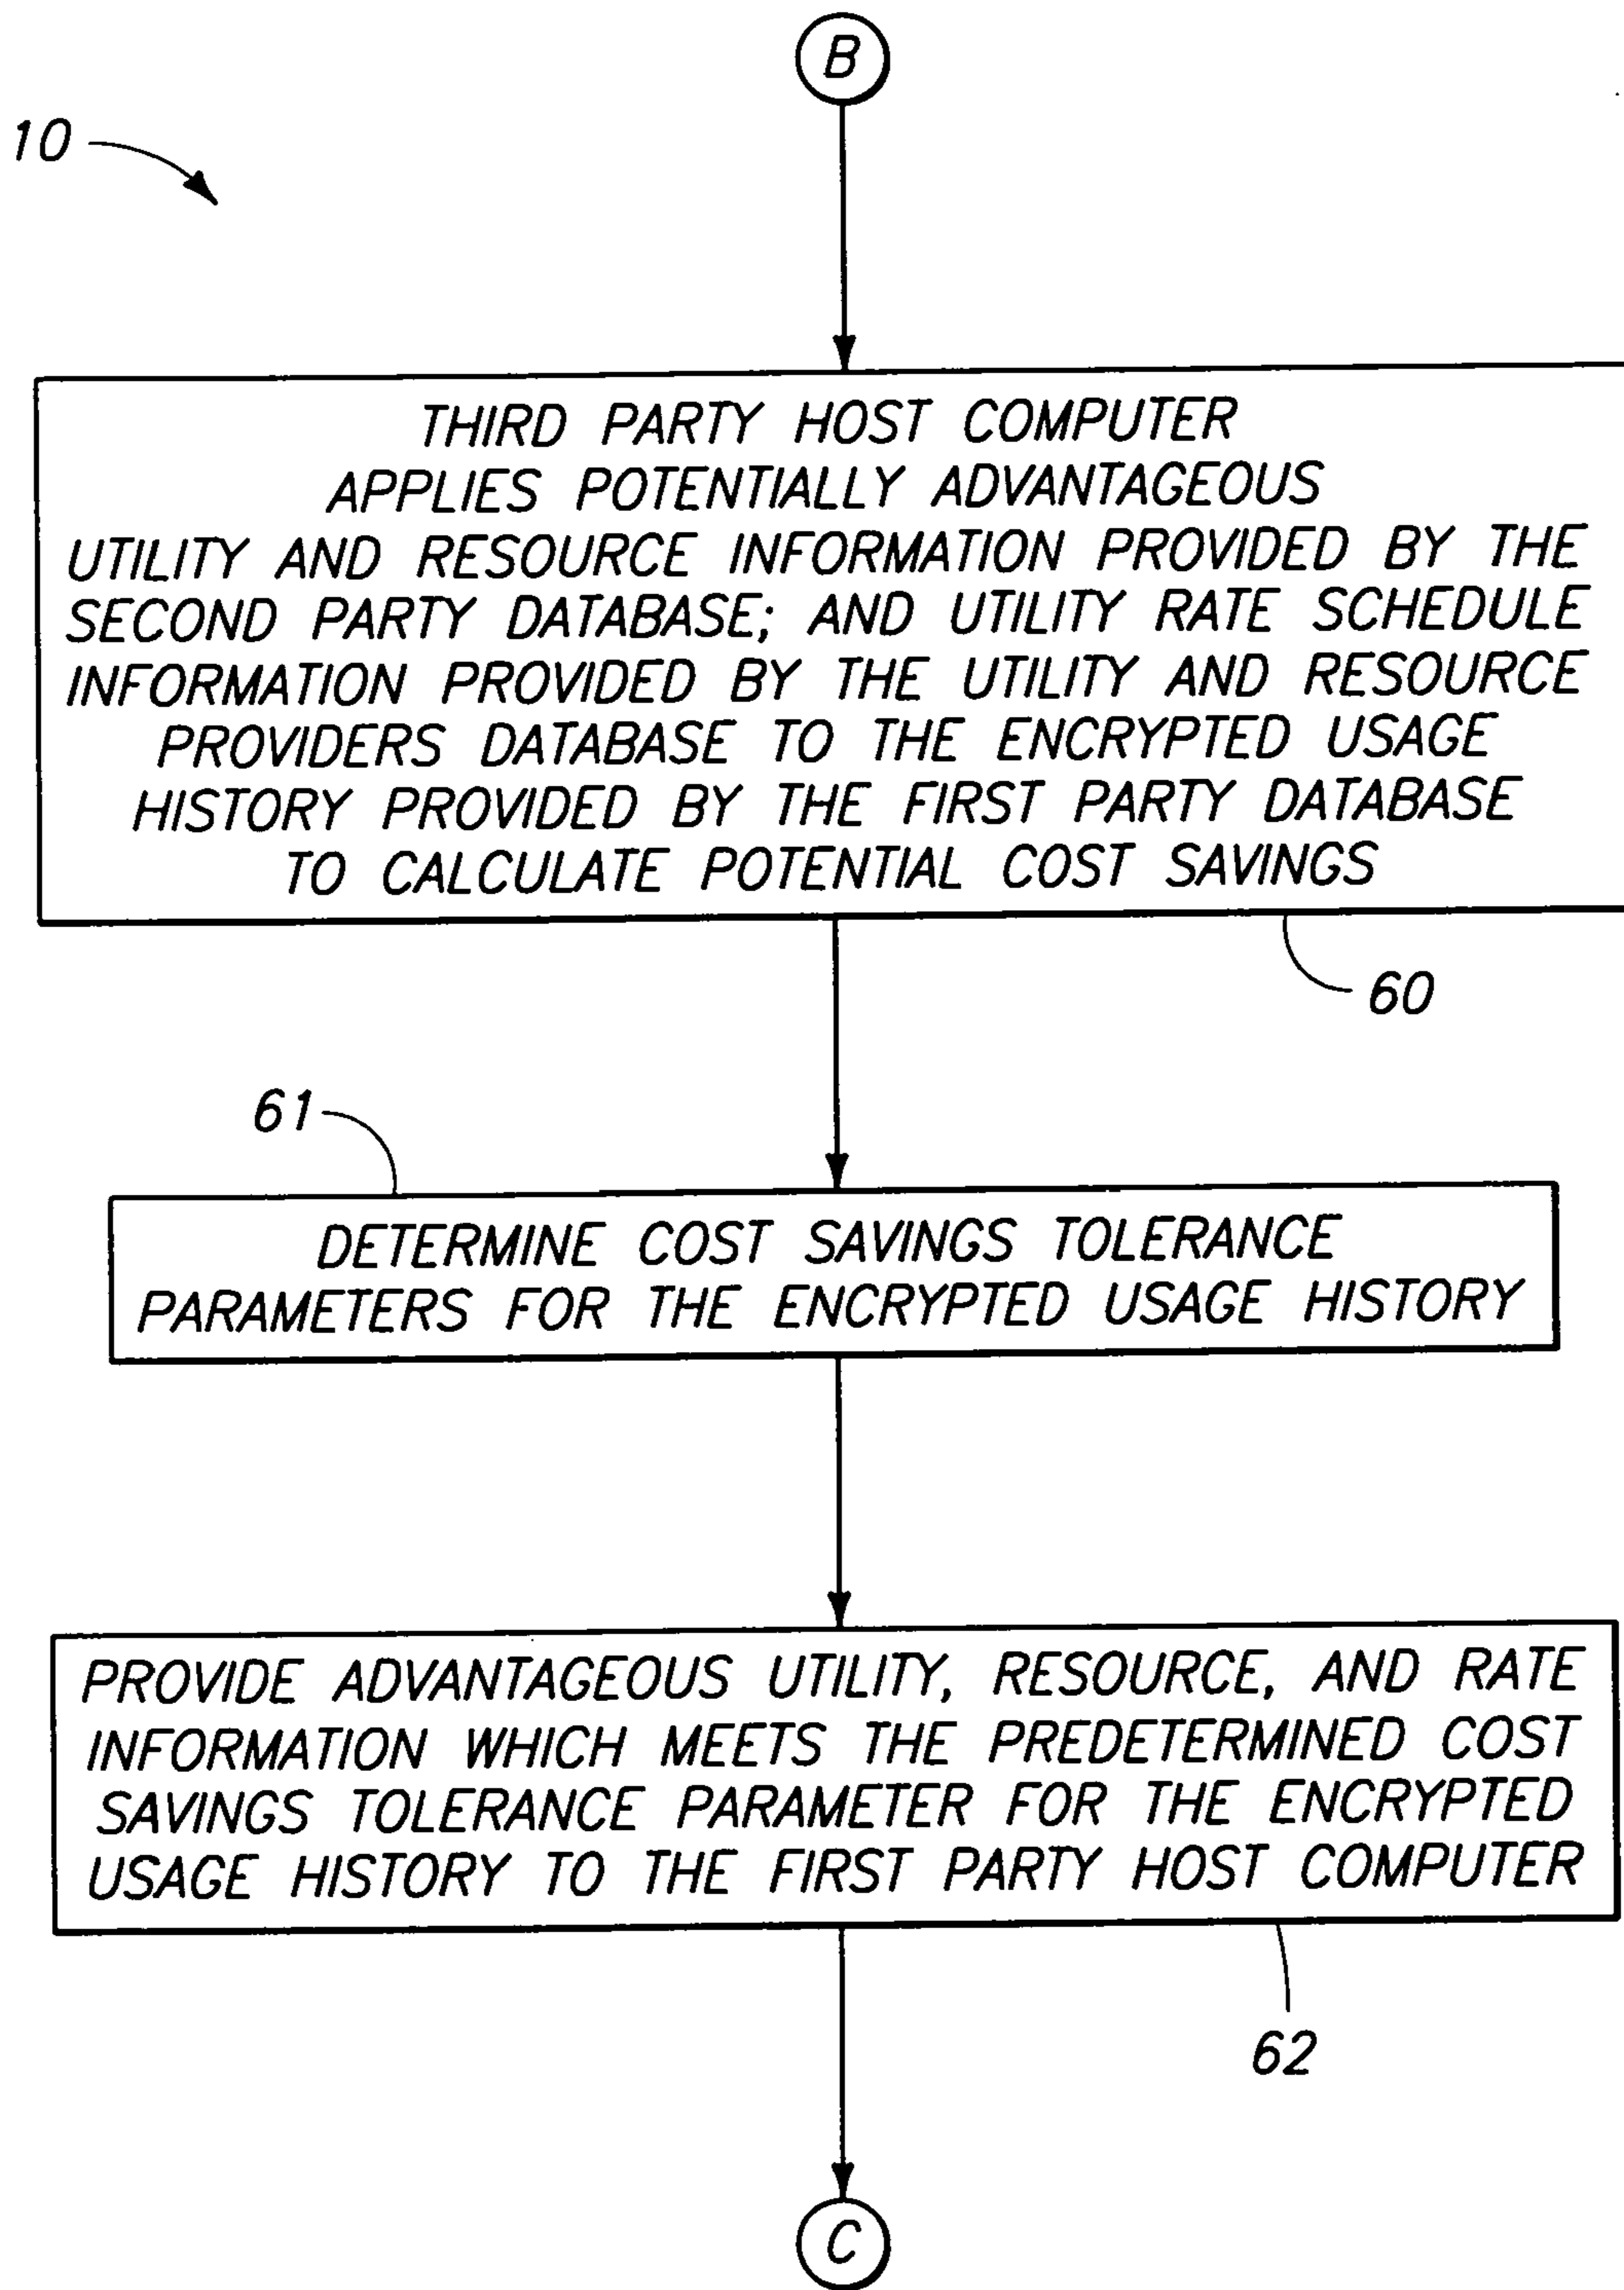 B
10
THIRD PARTY HOST COMPUTER
APPLIES POTENTIALLY ADVANTAGEOUS
UTILITY AND RESOURCE INFORMATION PROVIDED BY THE
SECOND PARTY DATABASE; AND UTILITY RATE SCHEDULE
INFORMATION PROVIDED BY THE UTILITY AND RESOURCE
PROVIDERS DATABASE TO THE ENCRYPTED USAGE
HISTORY PROVIDED BY THE FIRST PARTY DATABASE
TO CALCULATE POTENTIAL COST SAVINGS
60
61
DETERMINE COST SAVINGS TOLERANCE
PARAMETERS FOR THE ENCRYPTED USAGE HISTORY
PROVIDE ADVANTAGEOUS UTILITY, RESOURCE, AND RATE
INFORMATION WHICH MEETS THE PREDETERMINED COST
SAVINGS TOLERANCE PARAMETER FOR THE ENCRYPTED
USAGE HISTORY TO THE FIRST PARTY HOST COMPUTER
62
C